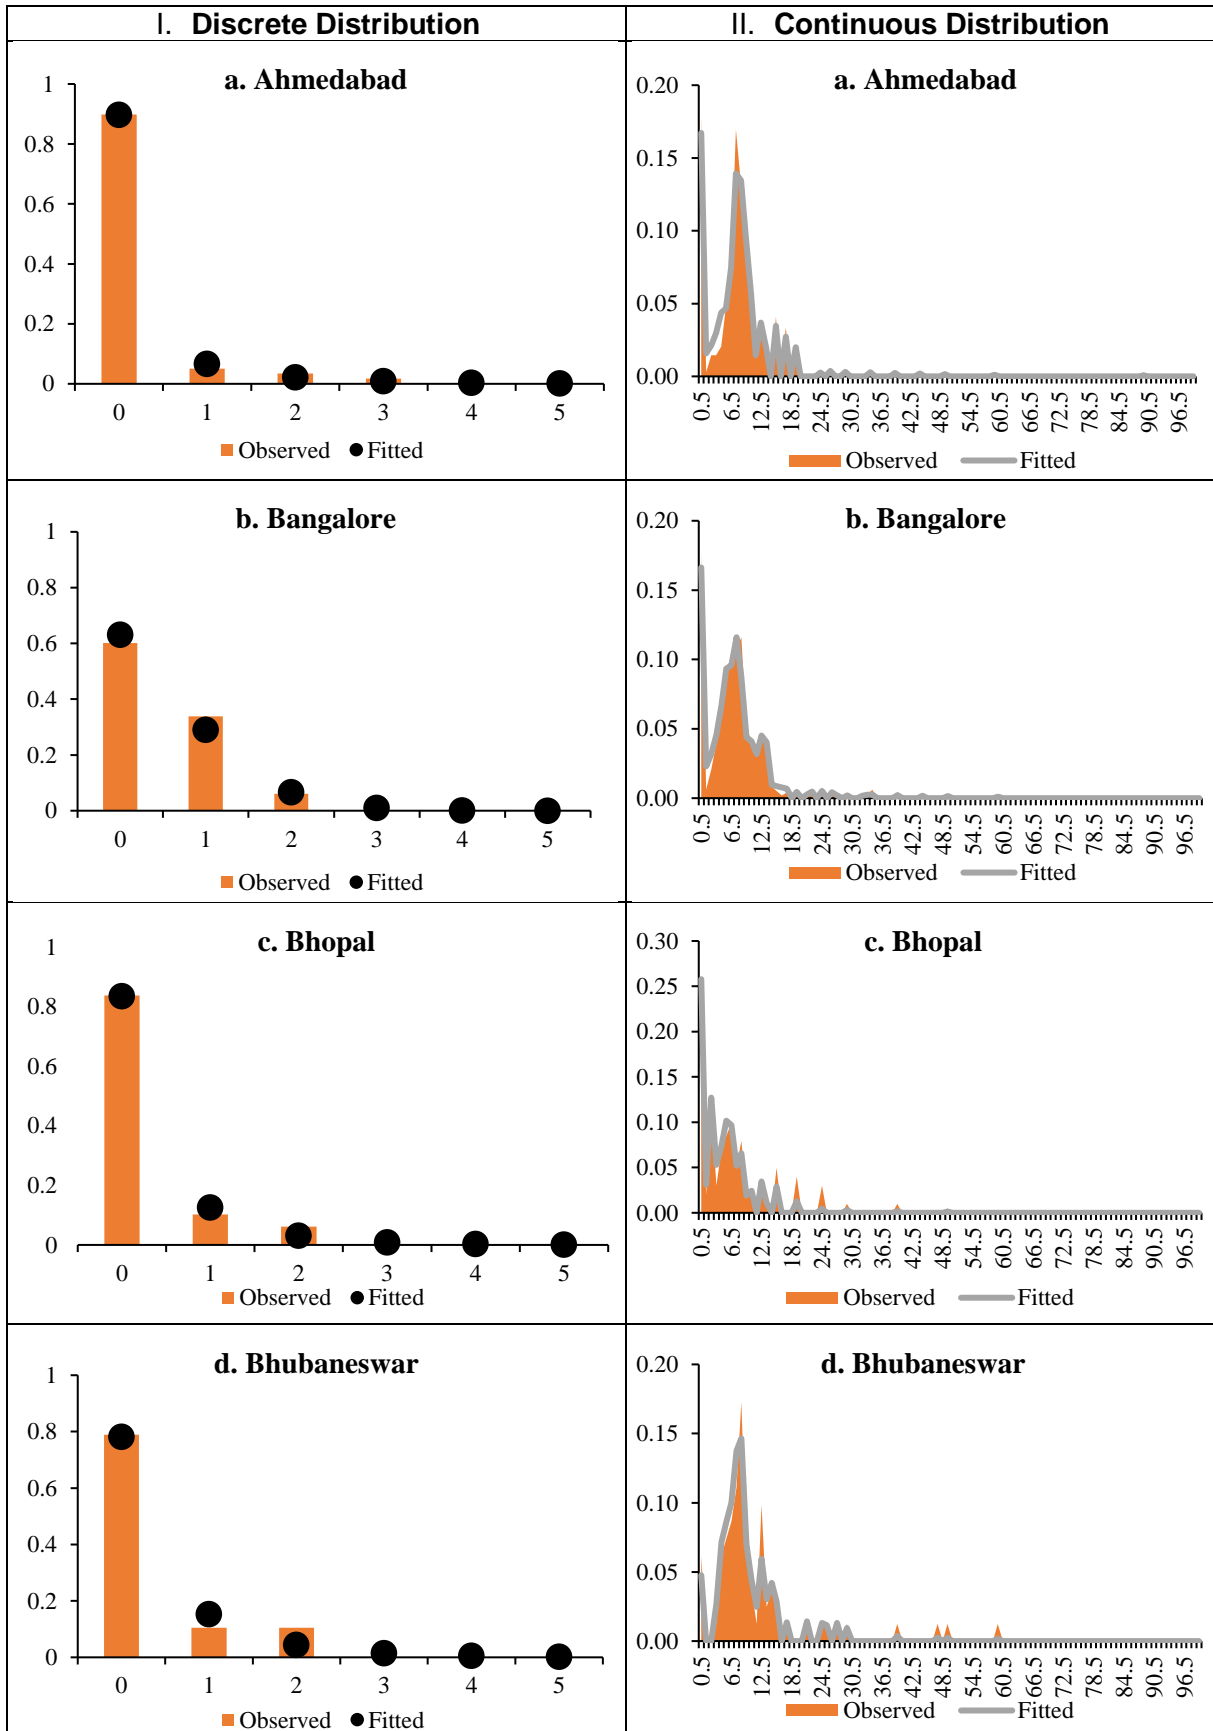 I. Discrete Distribution
II. Continuous Distribution
a. Ahmedabad
1
0.8
0.6
0.4
0.2
0
0 1 2 3 4 5
Observed Fitted
a. Ahmedabad
0.20
0.15
0.10
0.05
0.00
0.5 6.5 12.5 18.5 24.5 30.5 36.5 42.5 48.5 54.5 60.5 66.5 72.5 78.5 84.5 90.5 96.5
Observed Fitted
b. Bangalore
1
0.8
0.6
0.4
0.2
0
0 1 2 3 4 5
Observed Fitted
b. Bangalore
0.20
0.15
0.10
0.05
0.00
0.5 6.5 12.5 18.5 24.5 30.5 36.5 42.5 48.5 54.5 60.5 66.5 72.5 78.5 84.5 90.5 96.5
Observed Fitted
c. Bhopal
1
0.8
0.6
0.4
0.2
0
0 1 2 3 4 5
Observed Fitted
c. Bhopal
0.30
0.25
0.20
0.15
0.10
0.05
0.00
0.5 6.5 12.5 18.5 24.5 30.5 36.5 42.5 48.5 54.5 60.5 66.5 72.5 78.5 84.5 90.5 96.5
Observed Fitted
d. Bhubaneswar
1
0.8
0.6
0.4
0.2
0
0 1 2 3 4 5
Observed Fitted
d. Bhubaneswar
0.20
0.15
0.10
0.05
0.00
0.5 6.5 12.5 18.5 24.5 30.5 36.5 42.5 48.5 54.5 60.5 66.5 72.5 78.5 84.5 90.5 96.5
Observed Fitted